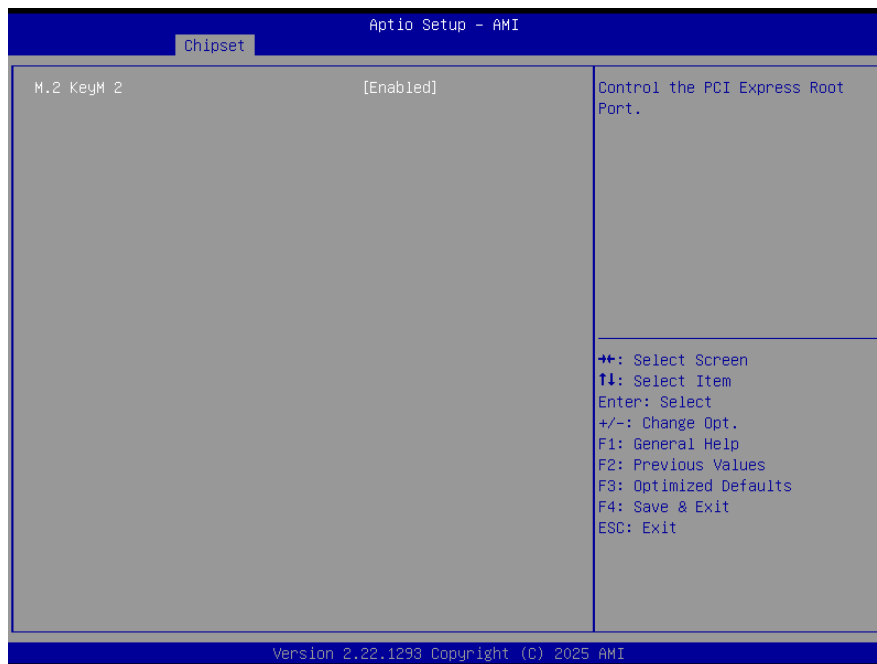 Aptio Setup – AMI
Chipset
M.2 KeyM 2 [Enabled]
Control the PCI Express Root
Port.
→←: Select Screen
↑↓: Select Item
Enter: Select
+/-: Change Opt.
F1: General Help
F2: Previous Values
F3: Optimized Defaults
F4: Save & Exit
ESC: Exit
Version 2.22.1293 Copyright (C) 2025 AMI